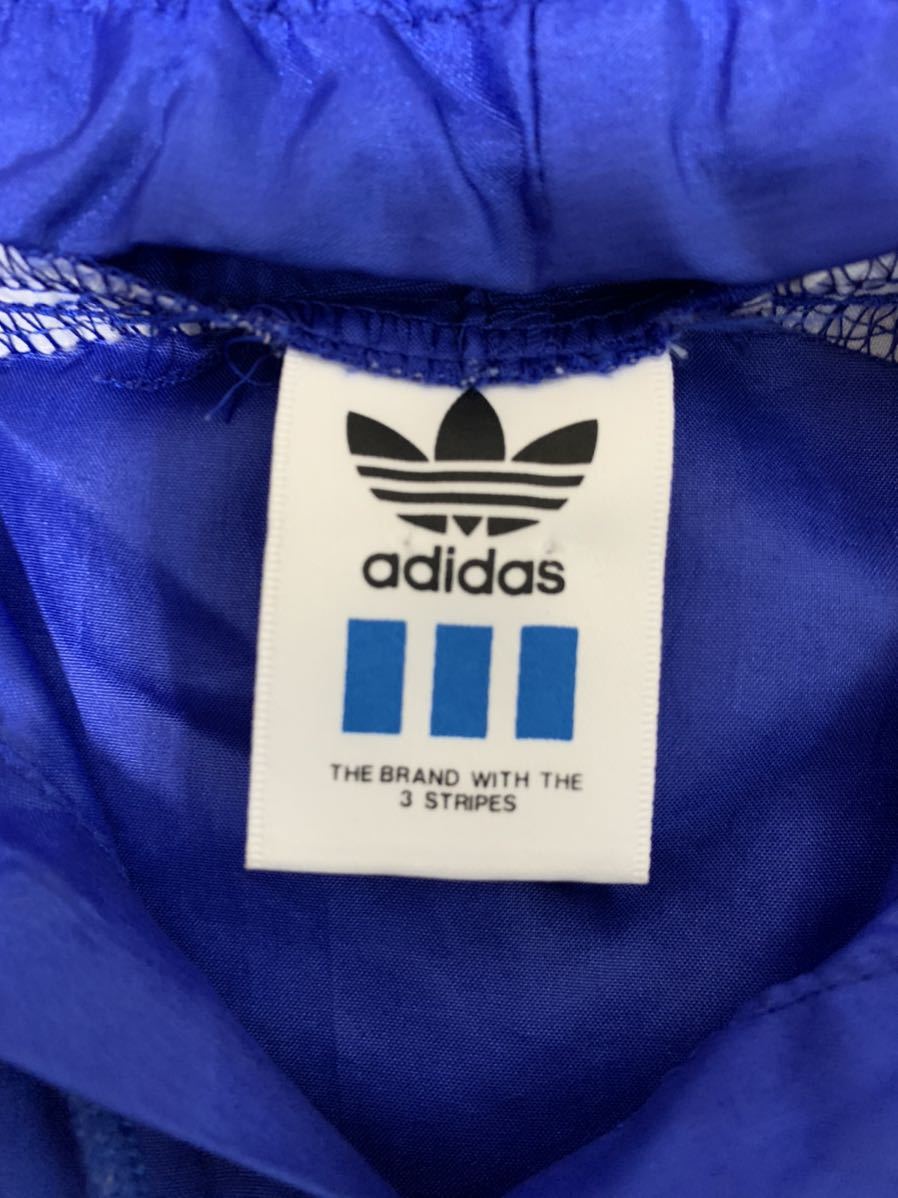 adidas
THE BRAND WITH THE
3 STRIPES